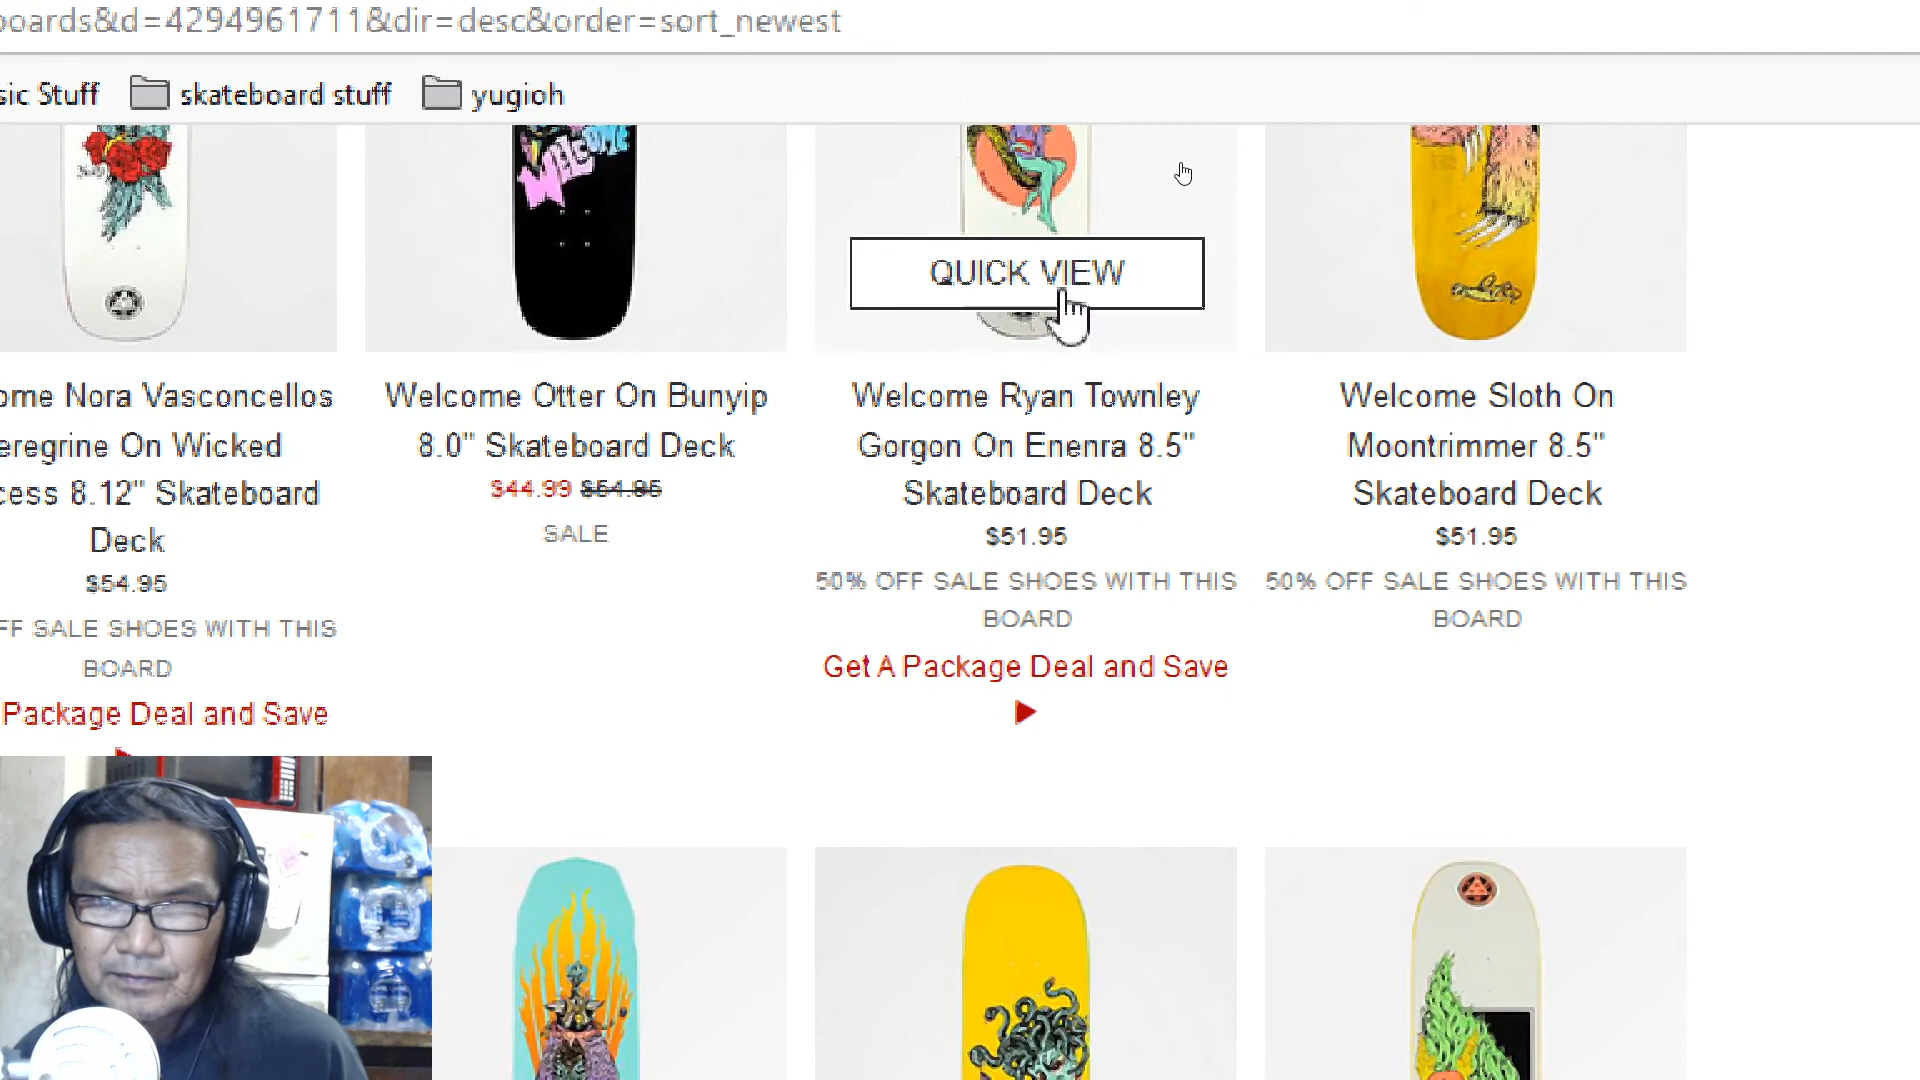 boards&d=4294961711&dir=desc&order=sort_newest
sic Stuff
skateboard stuff
yugioh
Welcome
QUICK VIEW
ome Nora Vasconcellos
eregrine On Wicked
cess 8.12" Skateboard
Deck
$54.95
FF SALE SHOES WITH THIS
BOARD
Package Deal and Save
Welcome Otter On Bunyip
8.0" Skateboard Deck
$44.99 $54.95
SALE
Welcome Ryan Townley
Gorgon On Enenra 8.5"
Skateboard Deck
$51.95
50% OFF SALE SHOES WITH THIS
BOARD
Get A Package Deal and Save
Welcome Sloth On
Moontrimmer 8.5"
Skateboard Deck
$51.95
50% OFF SALE SHOES WITH THIS
BOARD